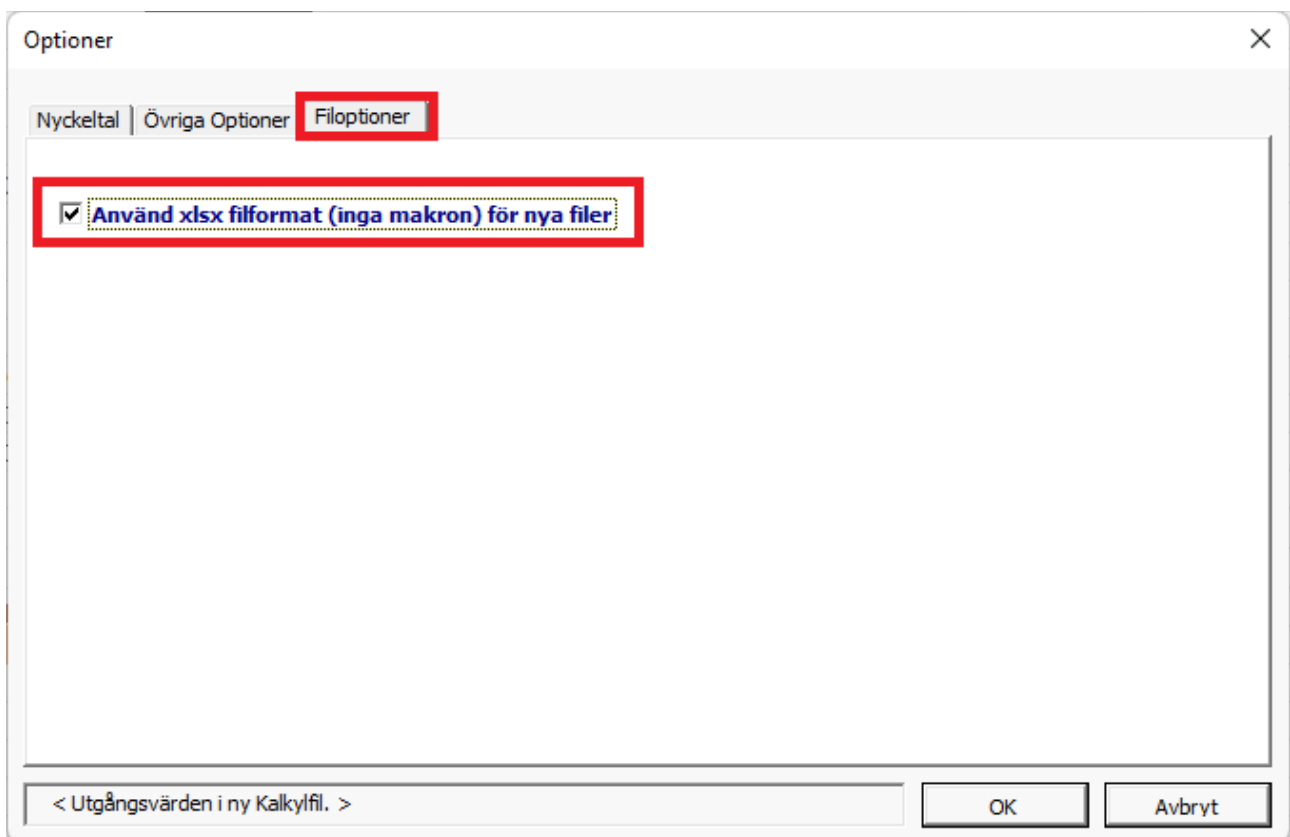 Optioner
Nyckeltal
Övriga Optioner
Filoptioner
Använd xlsx filformat (inga makron) för nya filer
< Utgångsvärden i ny Kalkylfil. >
OK
Avbryt